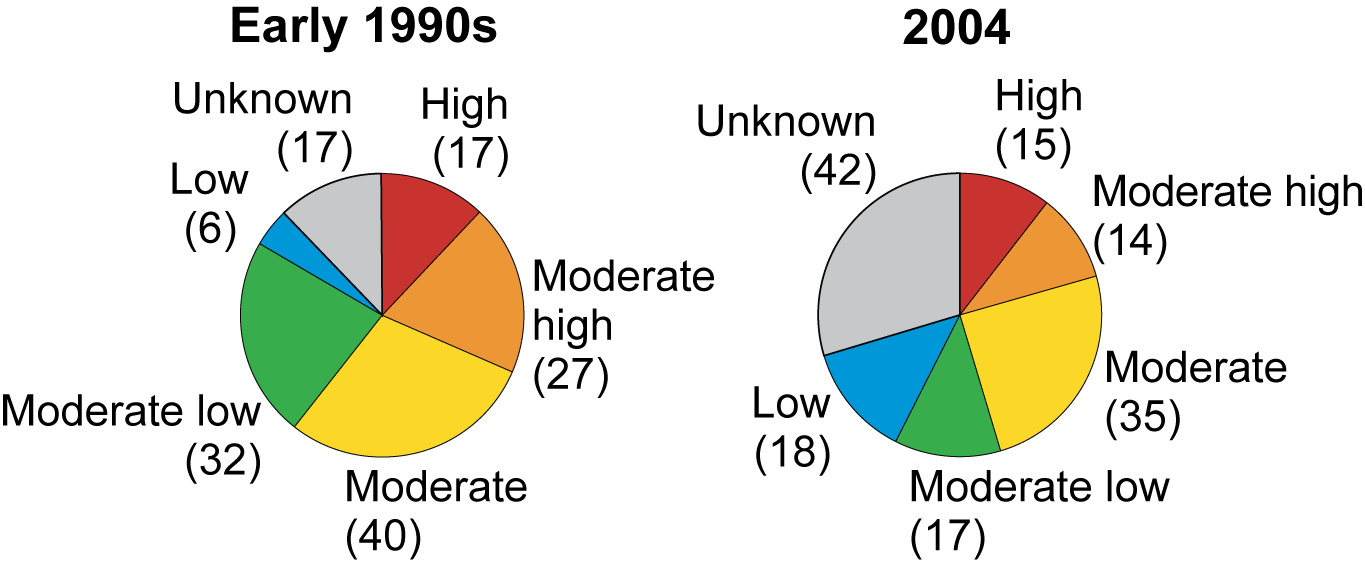 Early 1990s
Unknown
(17)
High
(17)
Low
(6)
Moderate
high
(27)
Moderate low
(32)
Moderate
(40)
2004
High
(15)
Unknown
(42)
Moderate high
(14)
Moderate
(35)
Low
(18)
Moderate low
(17)